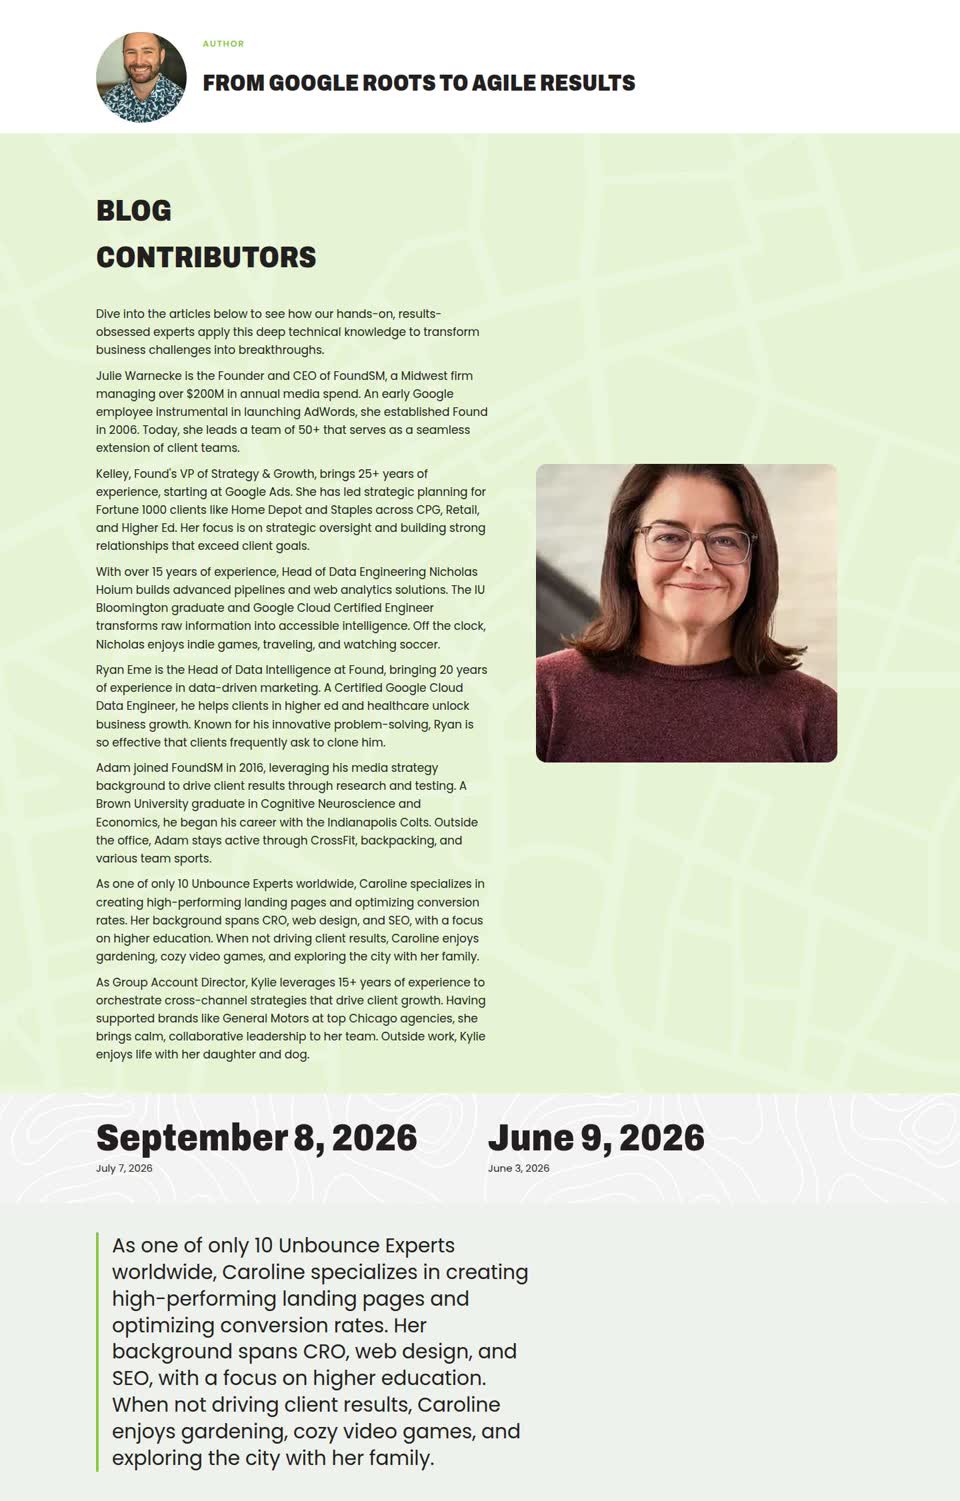 AUTHOR
FROM GOOGLE ROOTS TO AGILE RESULTS
BLOG
CONTRIBUTORS
Dive into the articles below to see how our hands-on, results-
obsessed experts apply this deep technical knowledge to transform
business challenges into breakthroughs.
Julie Warnecke is the Founder and CEO of FoundSM, a Midwest firm
managing over $200M in annual media spend. An early Google
employee instrumental in launching AdWords, she established Found
in 2006. Today, she leads a team of 50+ that serves as a seamless
extension of client teams.
Kelley, Found's VP of Strategy & Growth, brings 25+ years of
experience, starting at Google Ads. She has led strategic planning for
Fortune 1000 clients like Home Depot and Staples across CPG, Retail,
and Higher Ed. Her focus is on strategic oversight and building strong
relationships that exceed client goals.
With over 15 years of experience, Head of Data Engineering Nicholas
Hoium builds advanced pipelines and web analytics solutions. The IU
Bloomington graduate and Google Cloud Certified Engineer
transforms raw information into accessible intelligence. Off the clock,
Nicholas enjoys indie games, traveling, and watching soccer.
Ryan Eme is the Head of Data Intelligence at Found, bringing 20 years
of experience in data-driven marketing. A Certified Google Cloud
Data Engineer, he helps clients in higher ed and healthcare unlock
business growth. Known for his innovative problem-solving, Ryan is
so effective that clients frequently ask to clone him.
Adam joined FoundSM in 2016, leveraging his media strategy
background to drive client results through research and testing. A
Brown University graduate in Cognitive Neuroscience and
Economics, he began his career with the Indianapolis Colts. Outside
the office, Adam stays active through CrossFit, backpacking, and
various team sports.
As one of only 10 Unbounce Experts worldwide, Caroline specializes in
creating high-performing landing pages and optimizing conversion
rates. Her background spans CRO, web design, and SEO, with a focus
on higher education. When not driving client results, Caroline enjoys
gardening, cozy video games, and exploring the city with her family.
As Group Account Director, Kylie leverages 15+ years of experience to
orchestrate cross-channel strategies that drive client growth. Having
supported brands like General Motors at top Chicago agencies, she
brings calm, collaborative leadership to her team. Outside work, Kylie
enjoys life with her daughter and dog.
September 8, 2026
July 7, 2026
June 9, 2026
June 3, 2026
As one of only 10 Unbounce Experts
worldwide, Caroline specializes in creating
high-performing landing pages and
optimizing conversion rates. Her
background spans CRO, web design, and
SEO, with a focus on higher education.
When not driving client results, Caroline
enjoys gardening, cozy video games, and
exploring the city with her family.